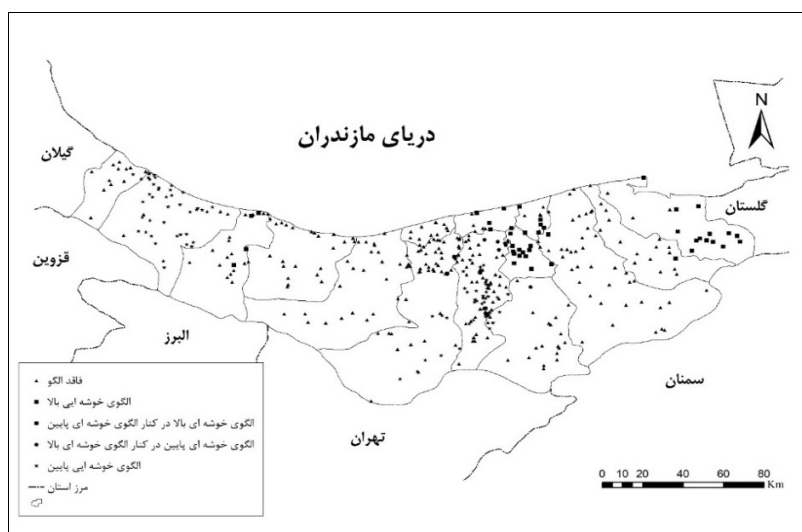 N
دریای مازندران
گیلان
گلستان
قزوین
البرز
سمنان
تهران
فاقد الگو
الگوی خوشه ایی بالا
الگوی خوشه ای بالا در کنار الگوی خوشه ای پایین
الگوی خوشه ای پایین در کنار الگوی خوشه ای بالا
الگوی خوشه ایی پایین
مرز استان
0 5 10 20 40 60 80
Km